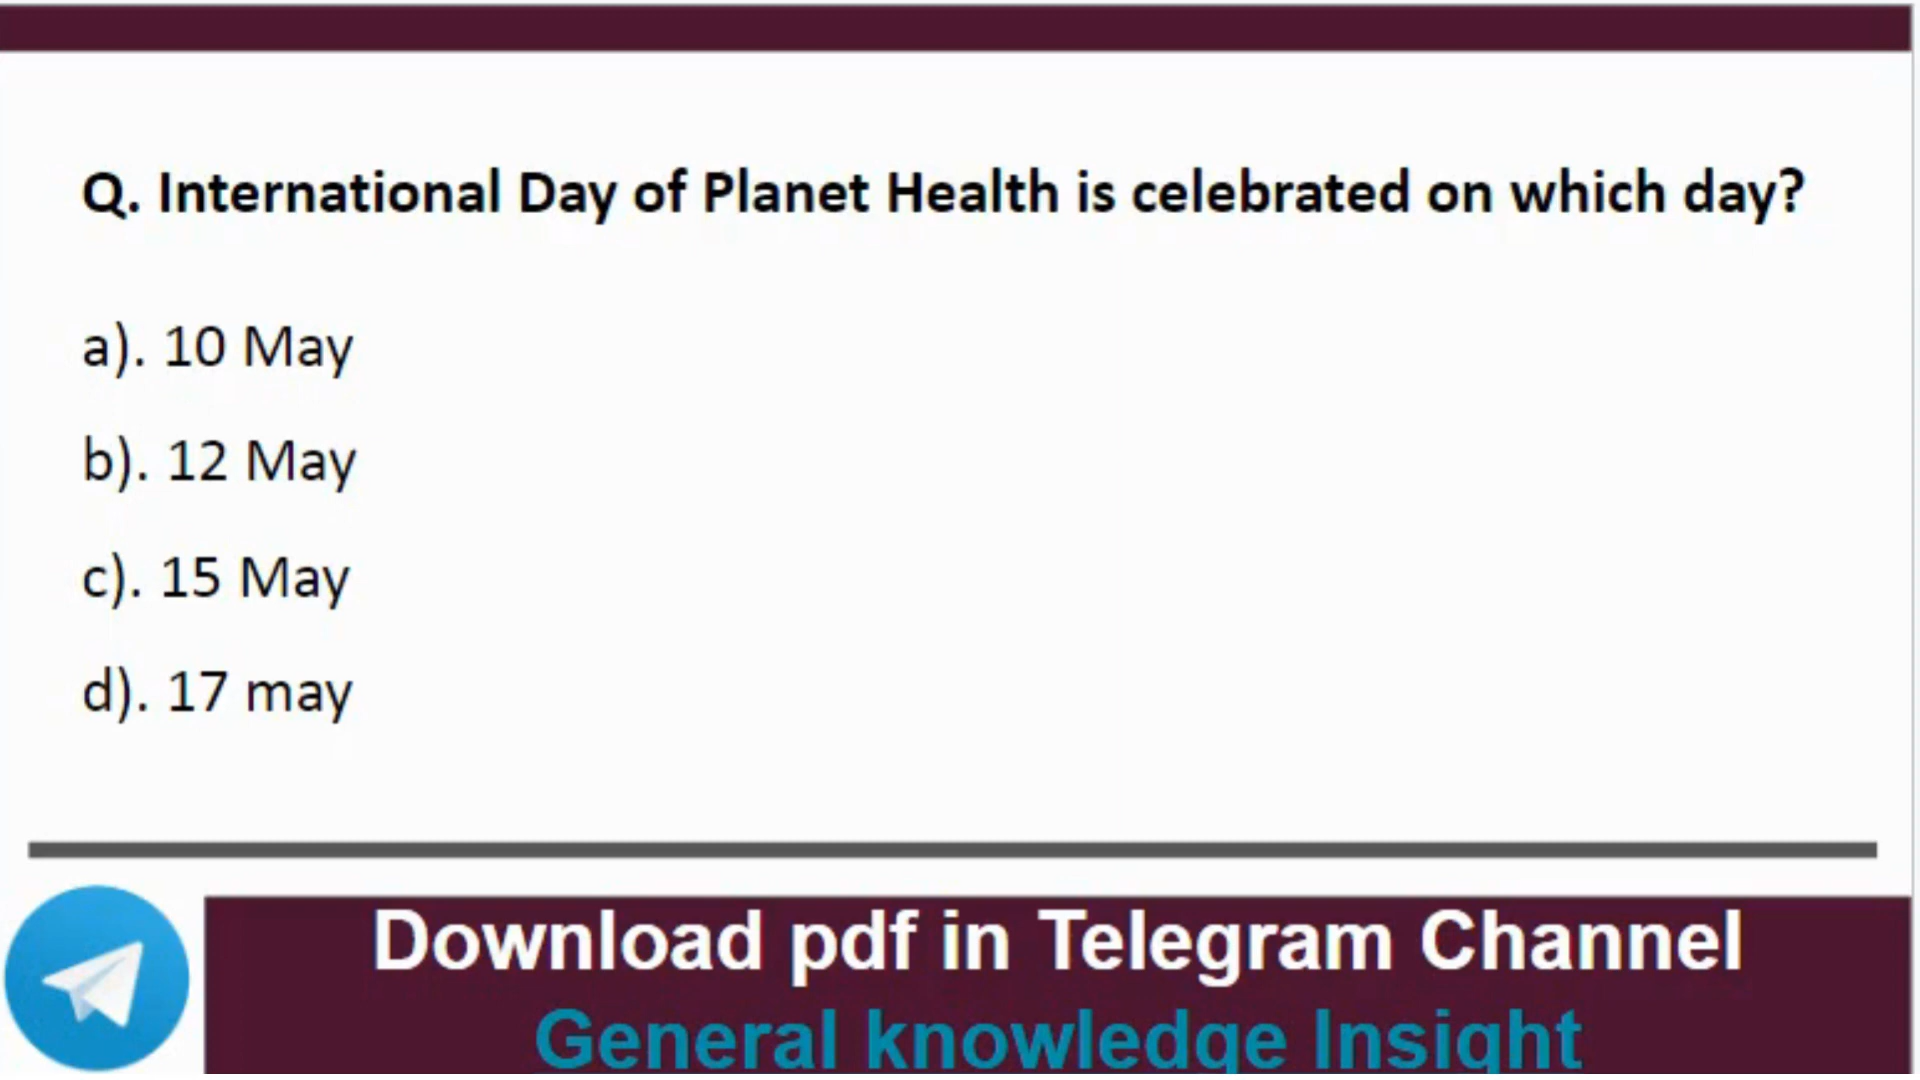 Q. International Day of Planet Health is celebrated on which day?
a). 10 May
b). 12 May
c). 15 May
d). 17 may
Download pdf in Telegram Channel
General knowledge Insight